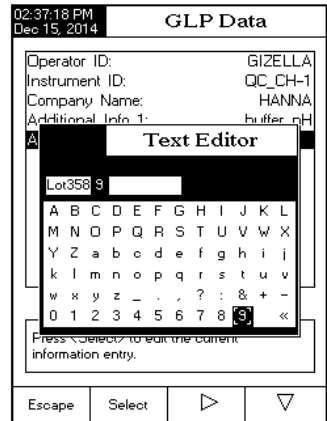 02:37:18 PM
Dec 15, 2014
GLP Data
Operator ID: GIZELLA
Instrument ID: QC_CH-1
Company Name: HANNA
Additional Info 1: buffer pH
A
Text Editor
Lot358 9
A B C D E F G H I J K L
M N O P Q R S T U V W X
Y Z a b c d e f g h i j
k l m n o p q r s t u v
w x y z _ . , ? : & + -
0 1 2 3 4 5 6 7 8 [9] «
Press <Select> to edit the current
information entry.
Escape Select